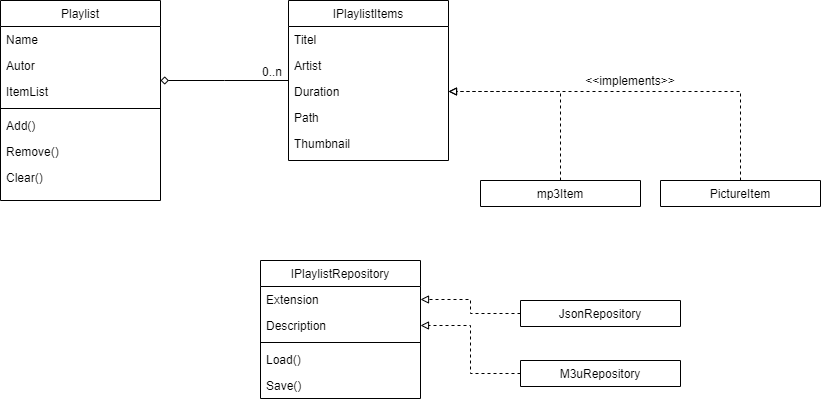 Playlist
Name
Autor
ItemList
Add()
Remove()
Clear()
0..n
IPlaylistItems
Titel
Artist
Duration
Path
Thumbnail
<<implements>>
mp3Item
PictureItem
IPlaylistRepository
Extension
Description
Load()
Save()
JsonRepository
M3uRepository